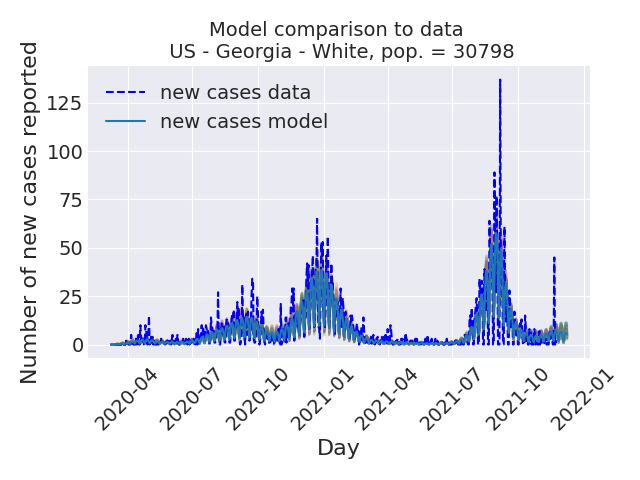 Model comparison to data
US - Georgia - White, pop. = 30798
Number of new cases reported
125
100
75
50
25
0
new cases data
new cases model
2020-04
2020-07
2020-10
2021-01
2021-04
2021-07
2021-10
2022-01
Day